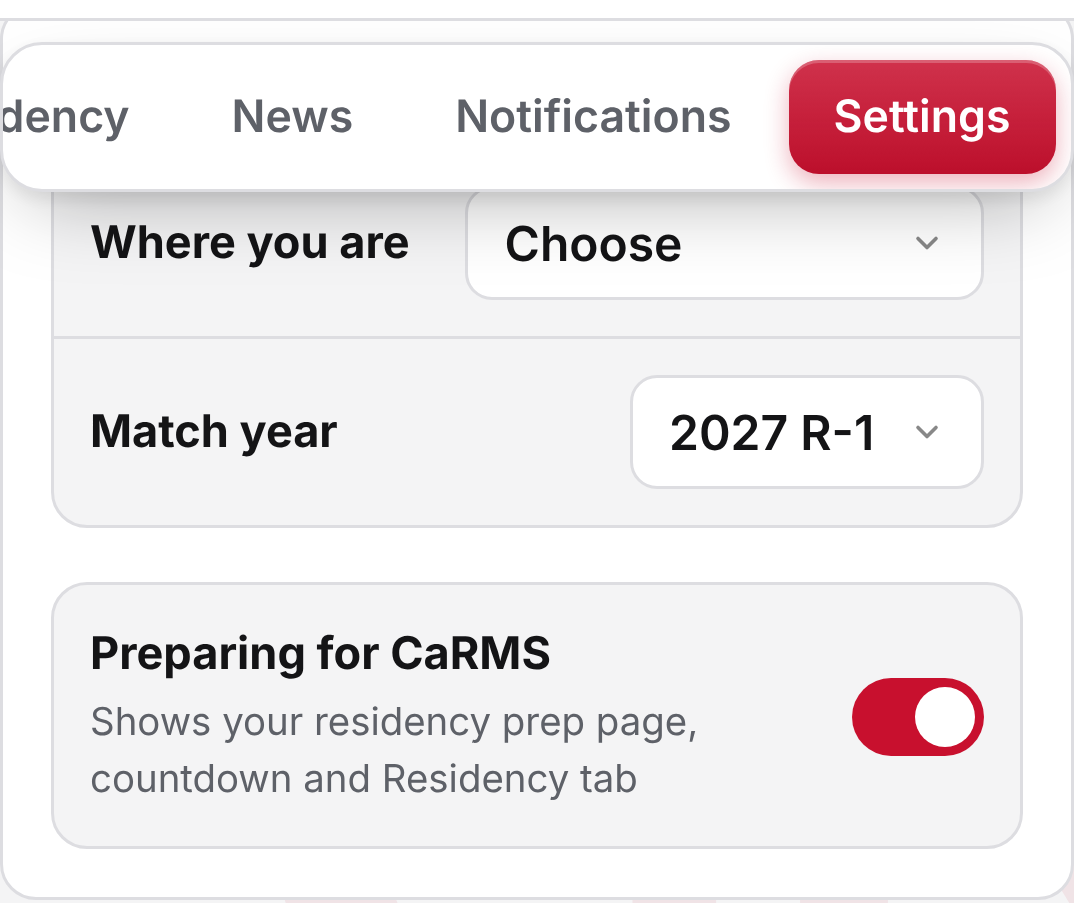 dency News Notifications Settings
Where you are Choose
Match year 2027 R-1
Preparing for CaRMS
Shows your residency prep page,
countdown and Residency tab